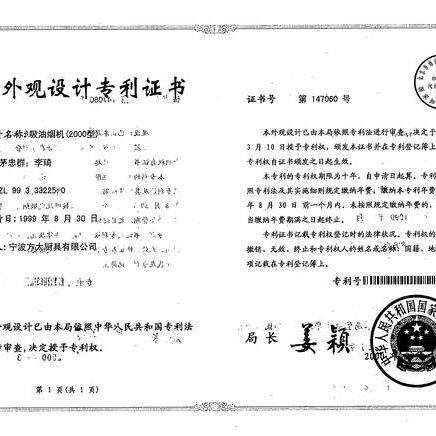 外观设计专利证书
名称:吸油烟机(2000型)
茅忠群;李琦
ZL 99 3 33225.0
日:1999 年 8 月 30 日
人:宁波方太厨具有限公司
外观设计已由本局依照中华人民共和国专利法
审查,决定授予专利权。
第 1 页(共 1 页)
证书号 第 147060 号
本外观设计已由本局依照专利法进行审查,决定
3 月 10 日授予专利权,颁发本证书并在专利登记簿上
专利权自证书颁发之日起生效。
本专利的专利权期限为十年,自申请日起算。专利
照专利法及其实施细则规定缴纳年费。缴纳本专利年费
年 8 月 30 日前一个月内。未按照规定缴纳年费的,
当缴纳年费期满之日起终止。
专利证书记载专利权登记时的法律状况。专利权的
撤销、无效、终止和专利权人的姓名或名称、国籍、地
项记载在专利登记簿上。
专利号
局长 姜颖
中华人民共和国国家